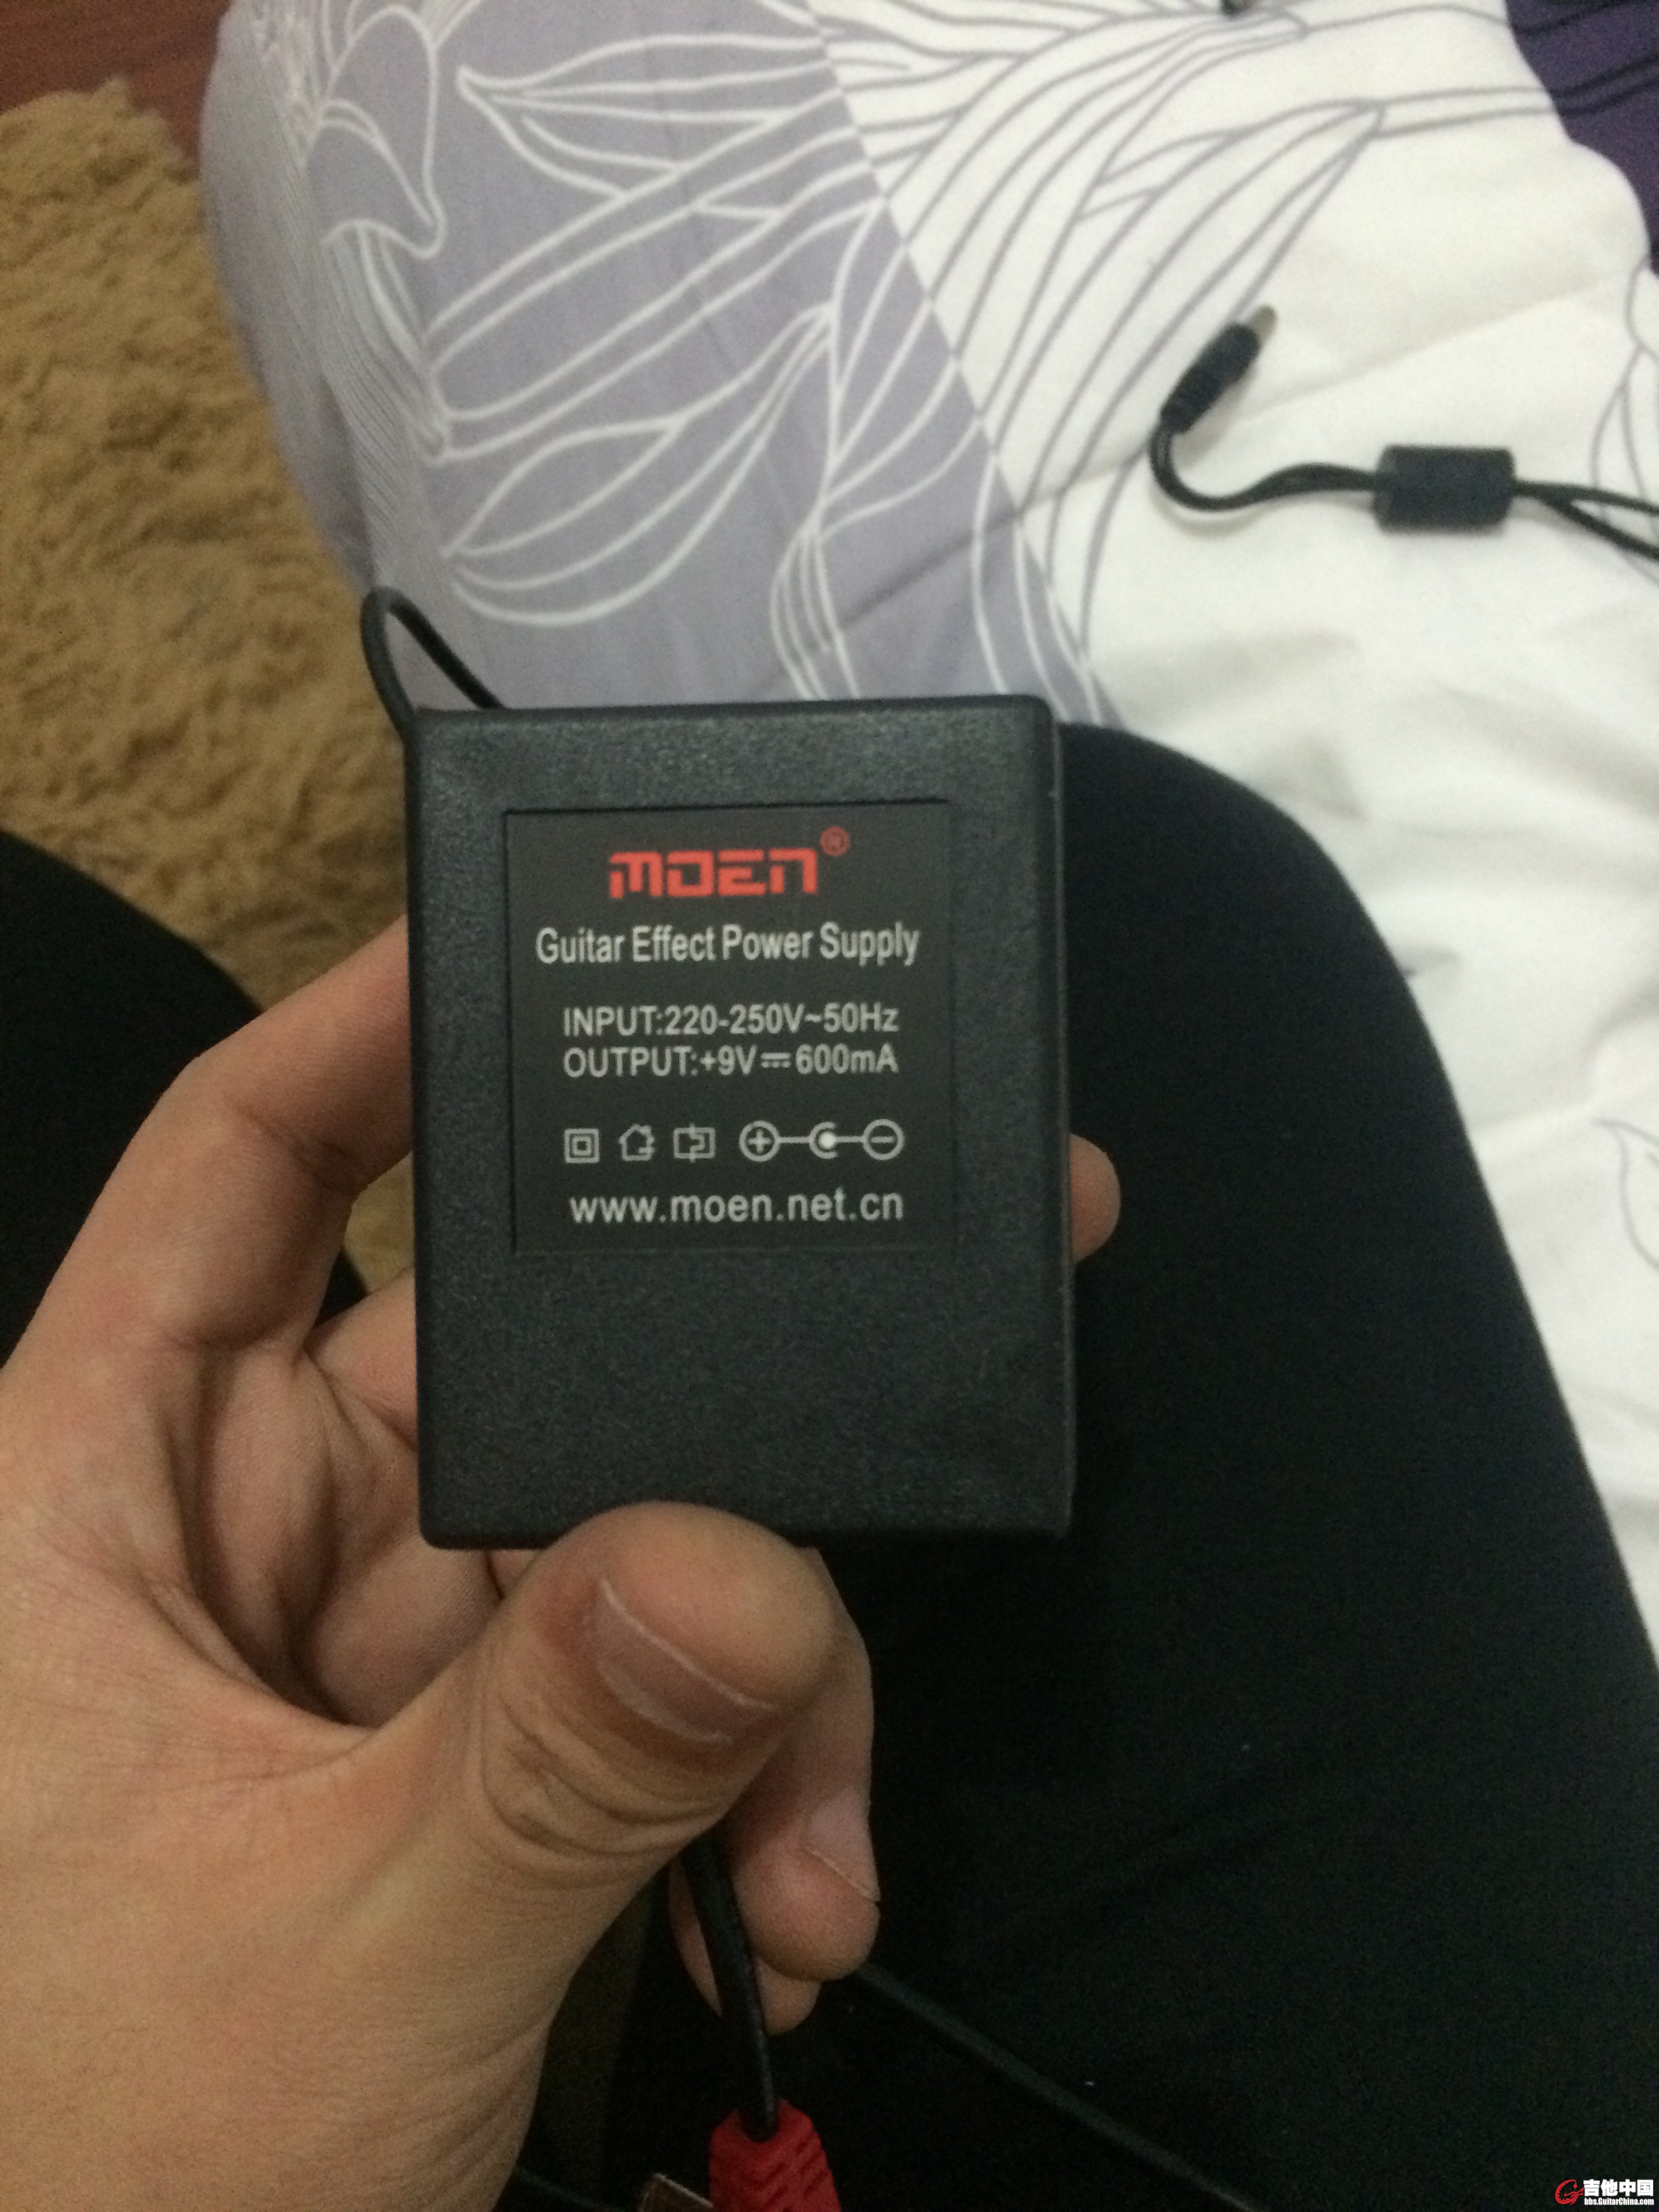 MOEN®
Guitar Effect Power Supply
INPUT:220-250V~50Hz
OUTPUT:+9V⎓600mA
www.moen.net.cn
吉他中国
bbs.GuitarChina.com